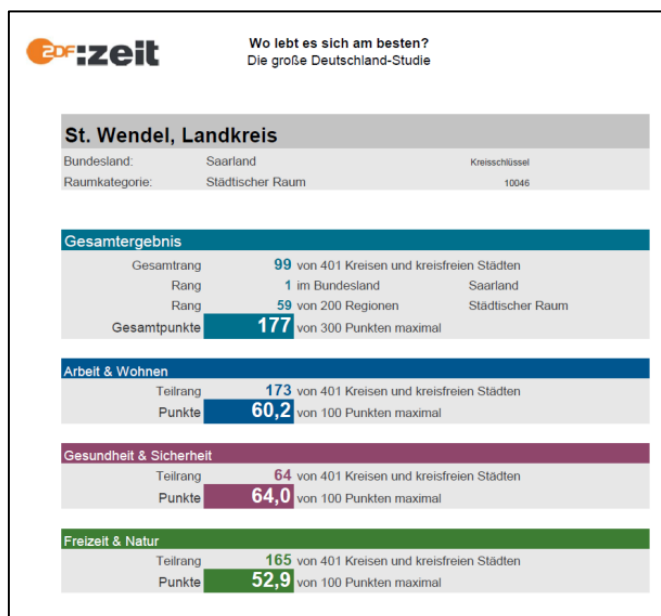 ZDF:zeit
Wo lebt es sich am besten?
Die große Deutschland-Studie
St. Wendel, Landkreis
Bundesland: Saarland Kreisschlüssel
Raumkategorie: Städtischer Raum 10046
Gesamtergebnis
Gesamtrang 99 von 401 Kreisen und kreisfreien Städten
Rang 1 im Bundesland Saarland
Rang 59 von 200 Regionen Städtischer Raum
Gesamtpunkte 177 von 300 Punkten maximal
Arbeit & Wohnen
Teilrang 173 von 401 Kreisen und kreisfreien Städten
Punkte 60,2 von 100 Punkten maximal
Gesundheit & Sicherheit
Teilrang 64 von 401 Kreisen und kreisfreien Städten
Punkte 64,0 von 100 Punkten maximal
Freizeit & Natur
Teilrang 165 von 401 Kreisen und kreisfreien Städten
Punkte 52,9 von 100 Punkten maximal